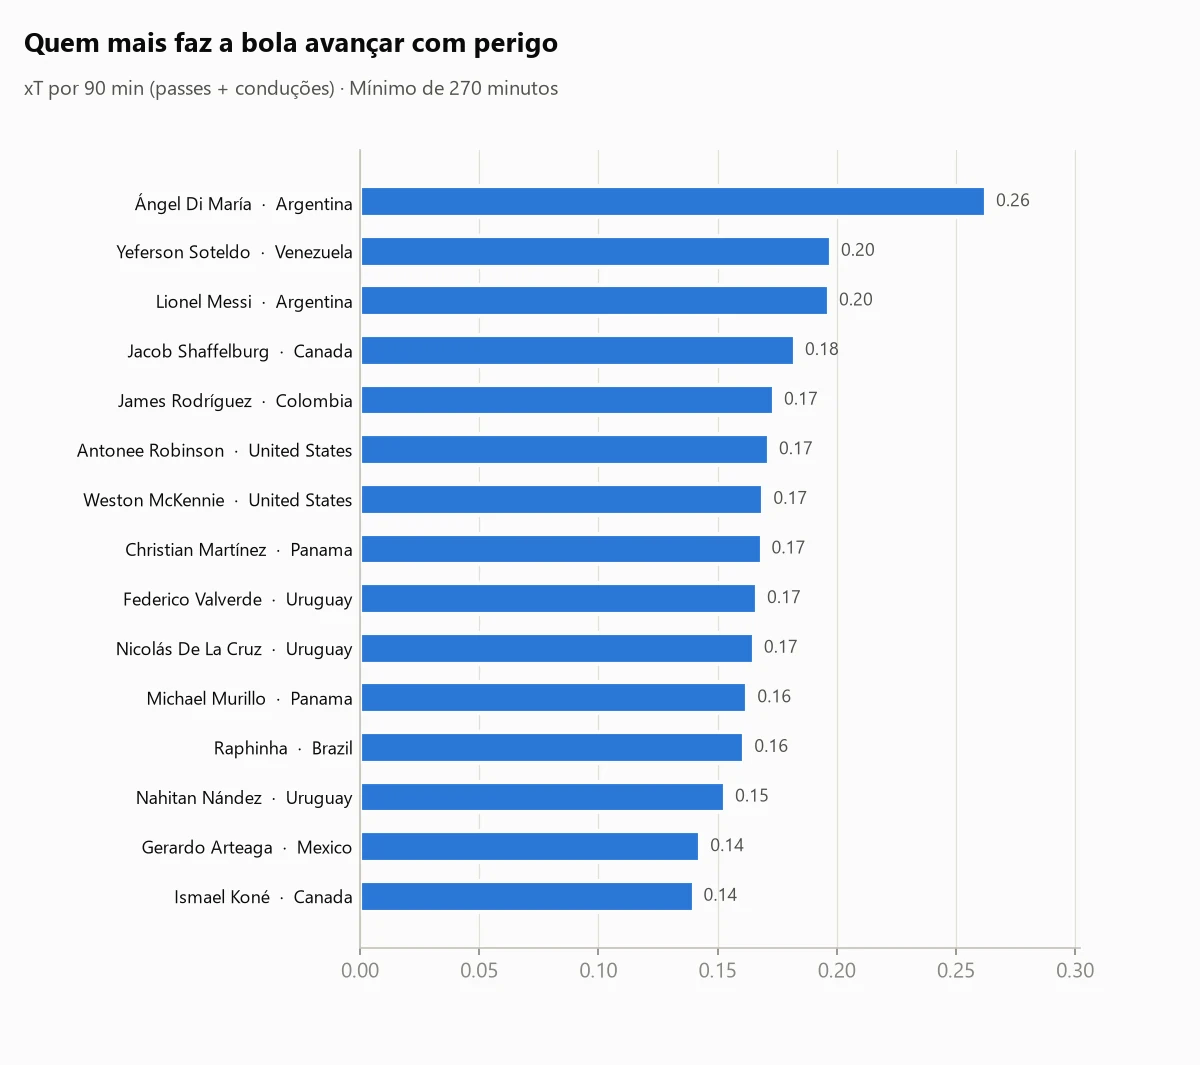 Quem mais faz a bola avançar com perigo
xT por 90 min (passes + conduções) · Mínimo de 270 minutos
Ángel Di María · Argentina 0.26
Yeferson Soteldo · Venezuela 0.20
Lionel Messi · Argentina 0.20
Jacob Shaffelburg · Canada 0.18
James Rodríguez · Colombia 0.17
Antonee Robinson · United States 0.17
Weston McKennie · United States 0.17
Christian Martínez · Panama 0.17
Federico Valverde · Uruguay 0.17
Nicolás De La Cruz · Uruguay 0.17
Michael Murillo · Panama 0.16
Raphinha · Brazil 0.16
Nahitan Nández · Uruguay 0.15
Gerardo Arteaga · Mexico 0.14
Ismael Koné · Canada 0.14
0.00 0.05 0.10 0.15 0.20 0.25 0.30